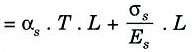 = αₛ . T . L + σₛ/Eₛ . L